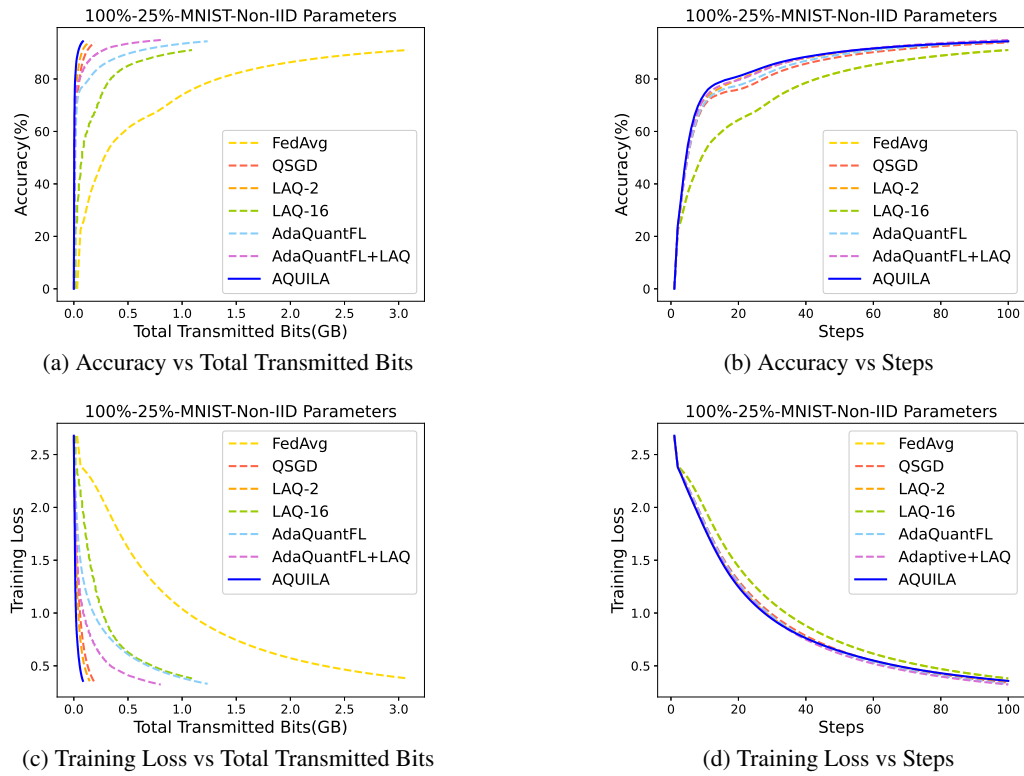 100%-25%-MNIST-Non-IID Parameters
Accuracy(%)
80
60
40
20
0
FedAvg
QSGD
LAQ-2
LAQ-16
AdaQuantFL
AdaQuantFL+LAQ
AQUILA
0.0 0.5 1.0 1.5 2.0 2.5 3.0
Total Transmitted Bits(GB)
(a) Accuracy vs Total Transmitted Bits
100%-25%-MNIST-Non-IID Parameters
Accuracy(%)
80
60
40
20
0
FedAvg
QSGD
LAQ-2
LAQ-16
AdaQuantFL
AdaQuantFL+LAQ
AQUILA
0 20 40 60 80 100
Steps
(b) Accuracy vs Steps
100%-25%-MNIST-Non-IID Parameters
Training Loss
2.5
2.0
1.5
1.0
0.5
FedAvg
QSGD
LAQ-2
LAQ-16
AdaQuantFL
AdaQuantFL+LAQ
AQUILA
0.0 0.5 1.0 1.5 2.0 2.5 3.0
Total Transmitted Bits(GB)
(c) Training Loss vs Total Transmitted Bits
100%-25%-MNIST-Non-IID Parameters
Training Loss
2.5
2.0
1.5
1.0
0.5
FedAvg
QSGD
LAQ-2
LAQ-16
AdaQuantFL
Adaptive+LAQ
AQUILA
0 20 40 60 80 100
Steps
(d) Training Loss vs Steps